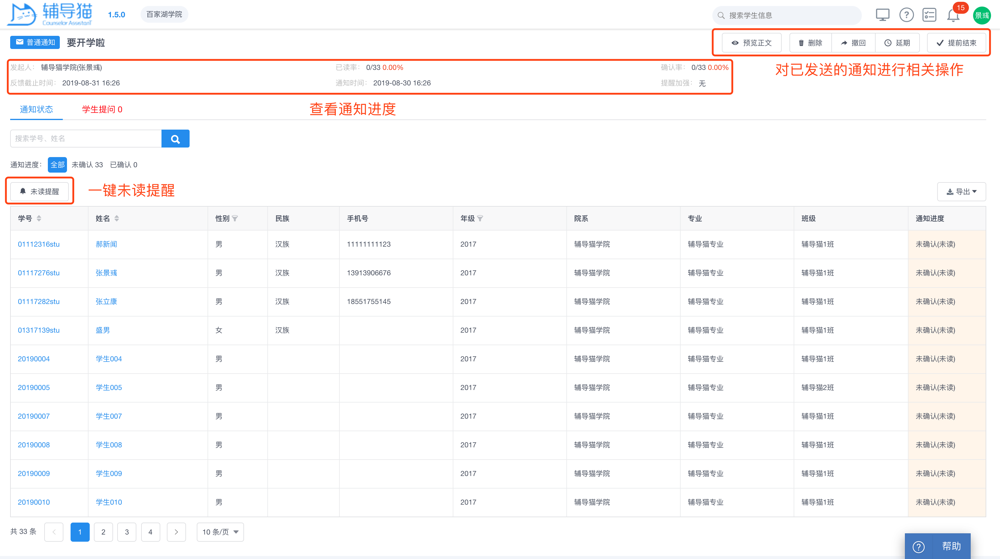 辅导猫 Counselor AssistanT 1.5.0 百家湖学院 搜索学生信息 15 景彧
普通通知 要开学啦 预览正文 删除 撤回 延期 提前结束
发起人： 辅导猫学院(张景彧) 已读率： 0/33 0.00% 确认率： 0/33 0.00%
对已发送的通知进行相关操作
反馈截止时间： 2019-08-31 16:26 通知时间： 2019-08-30 16:26 提醒加强： 无
通知状态 学生提问 0 查看通知进度
搜索学号、姓名
通知进度： 全部 未确认 33 已确认 0
未读提醒 一键未读提醒 导出
学号 姓名 性别 民族 手机号 年级 院系 专业 班级 通知进度
01112316stu 郝新闻 男 汉族 11111111123 2017 辅导猫学院 辅导猫专业 辅导猫1班 未确认(未读)
01117276stu 张景彧 男 汉族 13913906676 2017 辅导猫学院 辅导猫专业 辅导猫1班 未确认(未读)
01117282stu 张立康 男 汉族 18551755145 2017 辅导猫学院 辅导猫专业 辅导猫1班 未确认(未读)
01317139stu 盛男 女 汉族 2017 辅导猫学院 辅导猫专业 辅导猫1班 未确认(未读)
20190004 学生004 男 2017 辅导猫学院 辅导猫专业 辅导猫1班 未确认(未读)
20190005 学生005 男 2017 辅导猫学院 辅导猫专业 辅导猫2班 未确认(未读)
20190007 学生007 男 2017 辅导猫学院 辅导猫专业 辅导猫1班 未确认(未读)
20190008 学生008 男 2017 辅导猫学院 辅导猫专业 辅导猫1班 未确认(未读)
20190009 学生009 男 2017 辅导猫学院 辅导猫专业 辅导猫1班 未确认(未读)
20190010 学生010 男 2017 辅导猫学院 辅导猫专业 辅导猫1班 未确认(未读)
共 33 条 1 2 3 4 10 条/页
帮助